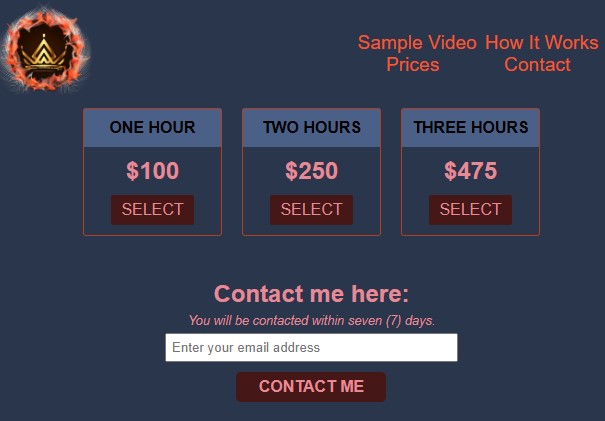 Sample Video How It Works
Prices Contact
ONE HOUR TWO HOURS THREE HOURS
$100 $250 $475
SELECT SELECT SELECT
Contact me here:
You will be contacted within seven (7) days.
Enter your email address
CONTACT ME